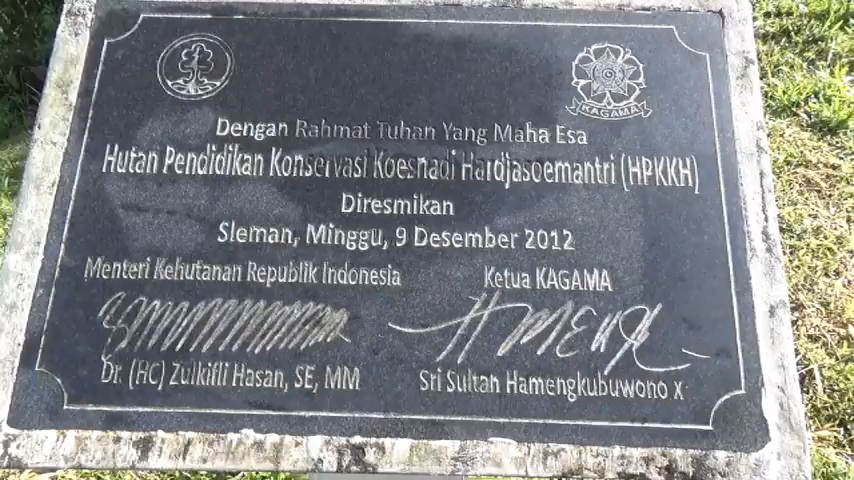 KAGAMA
Dengan Rahmat Tuhan Yang Maha Esa
Hutan Pendidikan Konservasi Koesnadi Hardjasoemantri (HPKKH)
Diresmikan
Sleman, Minggu, 9 Desember 2012
Menteri Kehutanan Republik Indonesia
Ketua KAGAMA
Dr. (HC) Zulkifli Hasan, SE, MM
Sri Sultan Hamengkubuwono X